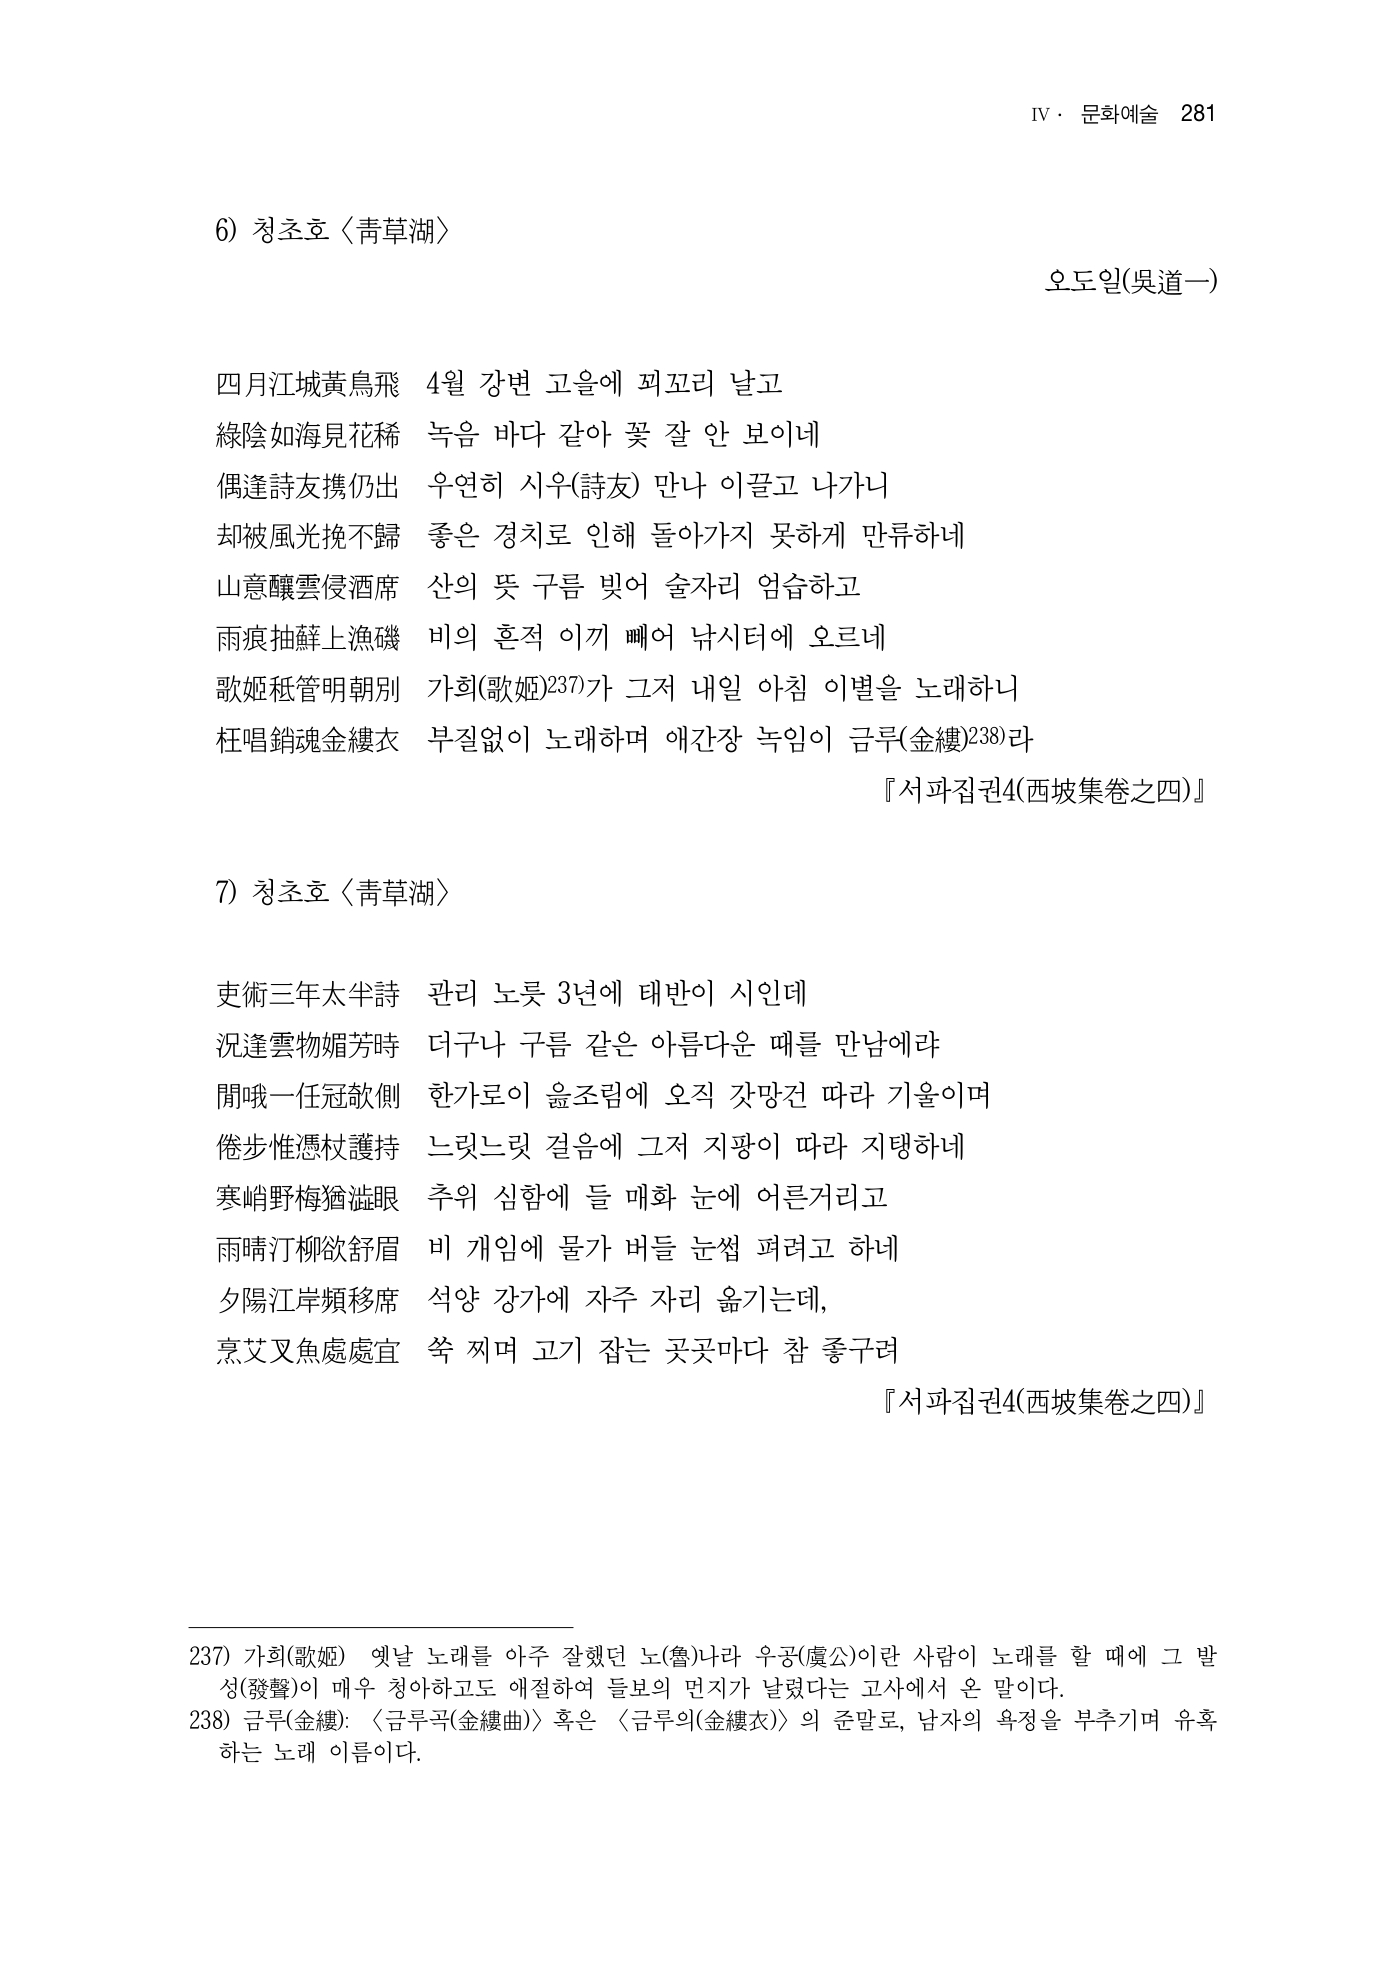 IV · 문화예술 281
6) 청초호〈靑草湖〉
오도일(吳道一)
四月江城黃鳥飛 4월 강변 고을에 꾀꼬리 날고
綠陰如海見花稀 녹음 바다 같아 꽃 잘 안 보이네
偶逢詩友携仍出 우연히 시우(詩友) 만나 이끌고 나가니
却被風光挽不歸 좋은 경치로 인해 돌아가지 못하게 만류하네
山意釀雲侵酒席 산의 뜻 구름 빚어 술자리 엄습하고
雨痕抽蘚上漁磯 비의 흔적 이끼 빼어 낚시터에 오르네
歌姬秪管明朝別 가희(歌姬)237)가 그저 내일 아침 이별을 노래하니
枉唱銷魂金縷衣 부질없이 노래하며 애간장 녹임이 금루(金縷)238)라
『서파집권4(西坡集卷之四)』
7) 청초호〈靑草湖〉
吏術三年太半詩 관리 노릇 3년에 태반이 시인데
況逢雲物媚芳時 더구나 구름 같은 아름다운 때를 만남에랴
閒哦一任冠欹側 한가로이 읊조림에 오직 갓망건 따라 기울이며
倦步惟憑杖護持 느릿느릿 걸음에 그저 지팡이 따라 지탱하네
寒峭野梅猶澁眼 추위 심함에 들 매화 눈에 어른거리고
雨晴汀柳欲舒眉 비 개임에 물가 버들 눈썹 펴려고 하네
夕陽江岸頻移席 석양 강가에 자주 자리 옮기는데,
烹艾叉魚處處宜 쑥 찌며 고기 잡는 곳곳마다 참 좋구려
『서파집권4(西坡集卷之四)』
237) 가희(歌姬) 옛날 노래를 아주 잘했던 노(魯)나라 우공(虞公)이란 사람이 노래를 할 때에 그 발
성(發聲)이 매우 청아하고도 애절하여 들보의 먼지가 날렸다는 고사에서 온 말이다.
238) 금루(金縷): 〈금루곡(金縷曲)〉혹은 〈금루의(金縷衣)〉의 준말로, 남자의 욕정을 부추기며 유혹
하는 노래 이름이다.